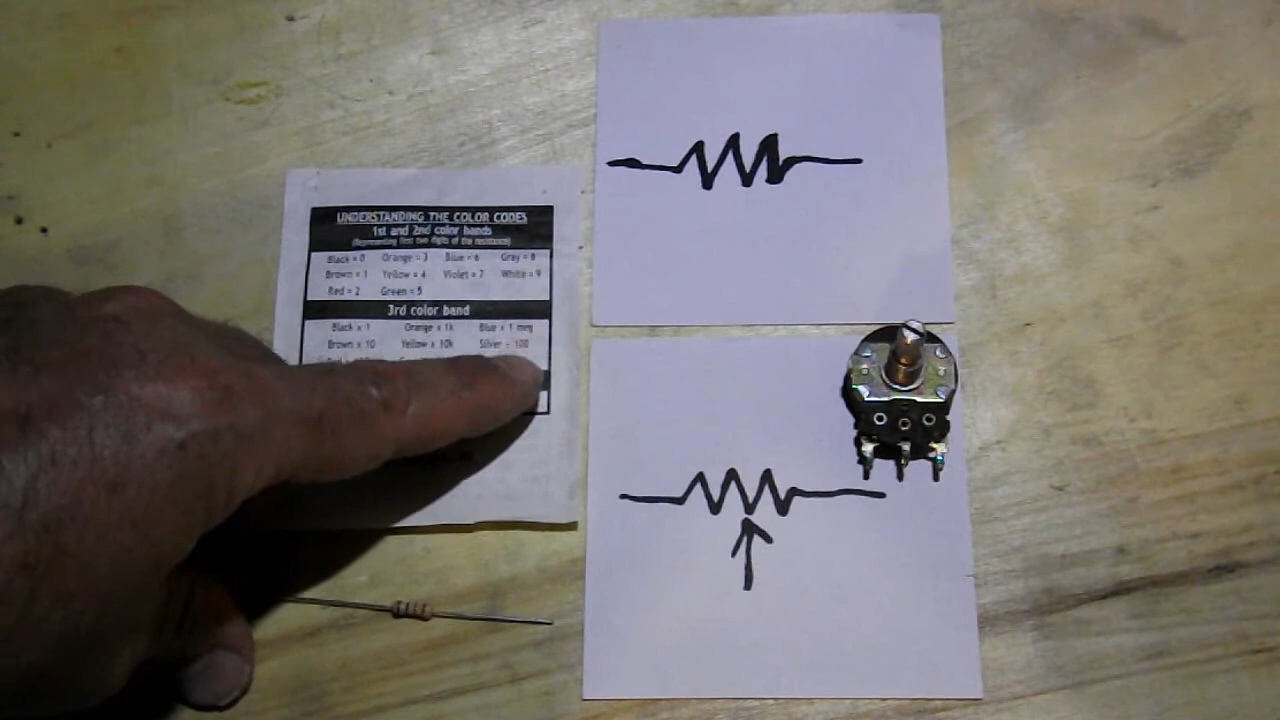 UNDERSTANDING THE COLOR CODES
1st and 2nd color bands
(Representing first two digits of the resistance)
Black = 0 Orange = 3 Blue = 6 Gray = 8
Brown = 1 Yellow = 4 Violet = 7 White = 9
Red = 2 Green = 5
3rd color band
Black x 1 Orange x 1k Blue x 1 meg
Brown x 10 Yellow x 10k Silver ÷ 100